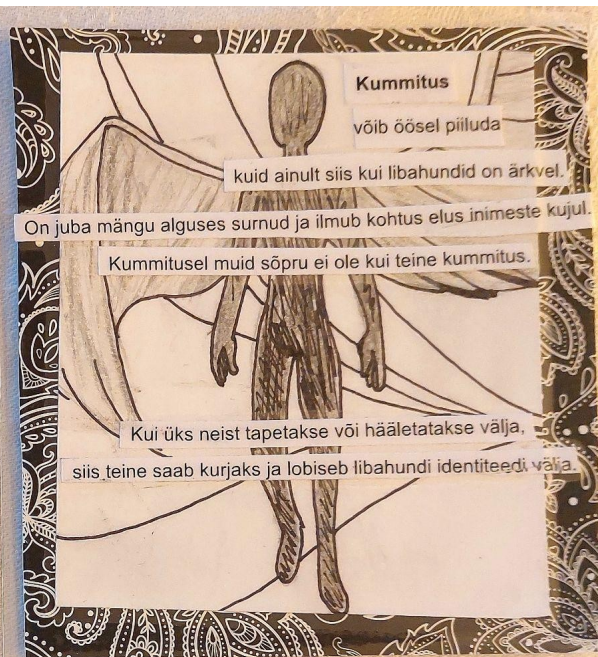 Kummitus
võib öösel piiluda
kuid ainult siis kui libahundid on ärkvel.
On juba mängu alguses surnud ja ilmub kohtus elus inimeste kujul.
Kummitusel muid sõpru ei ole kui teine kummitus.
Kui üks neist tapetakse või hääletatakse välja,
siis teine saab kurjaks ja lobiseb libahundi identiteedi välja.